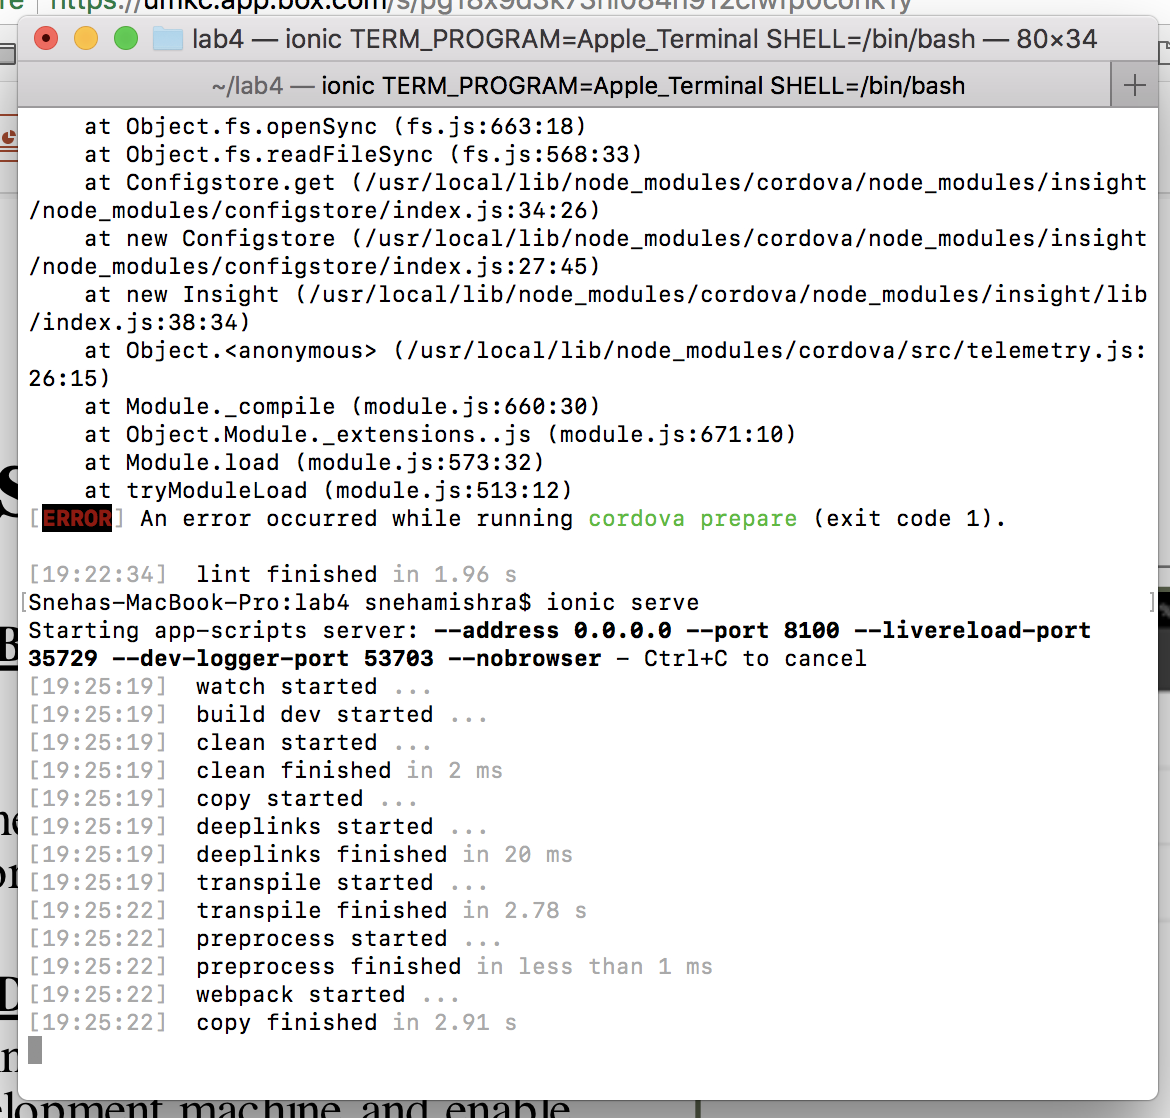 https://umkc.app.box.com/s/
lab4 — ionic TERM_PROGRAM=Apple_Terminal SHELL=/bin/bash — 80×34
~/lab4 — ionic TERM_PROGRAM=Apple_Terminal SHELL=/bin/bash
at Object.fs.openSync (fs.js:663:18)
at Object.fs.readFileSync (fs.js:568:33)
at Configstore.get (/usr/local/lib/node_modules/cordova/node_modules/insight
/node_modules/configstore/index.js:34:26)
at new Configstore (/usr/local/lib/node_modules/cordova/node_modules/insight
/node_modules/configstore/index.js:27:45)
at new Insight (/usr/local/lib/node_modules/cordova/node_modules/insight/lib
/index.js:38:34)
at Object.<anonymous> (/usr/local/lib/node_modules/cordova/src/telemetry.js:
26:15)
at Module._compile (module.js:660:30)
at Object.Module._extensions..js (module.js:671:10)
at Module.load (module.js:573:32)
at tryModuleLoad (module.js:513:12)
[ERROR] An error occurred while running cordova prepare (exit code 1).
[19:22:34]  lint finished in 1.96 s
[Snehas-MacBook-Pro:lab4 snehamishra$ ionic serve ]
Starting app-scripts server: --address 0.0.0.0 --port 8100 --livereload-port
35729 --dev-logger-port 53703 --nobrowser - Ctrl+C to cancel
[19:25:19]  watch started ...
[19:25:19]  build dev started ...
[19:25:19]  clean started ...
[19:25:19]  clean finished in 2 ms
[19:25:19]  copy started ...
[19:25:19]  deeplinks started ...
[19:25:19]  deeplinks finished in 20 ms
[19:25:19]  transpile started ...
[19:25:22]  transpile finished in 2.78 s
[19:25:22]  preprocess started ...
[19:25:22]  preprocess finished in less than 1 ms
[19:25:22]  webpack started ...
[19:25:22]  copy finished in 2.91 s
elopment machine and enable